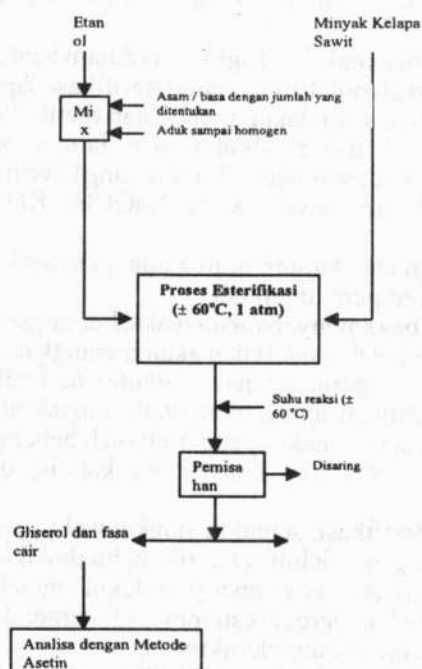 Etan
ol
Minyak Kelapa
Sawit
Mi
x
Asam / basa dengan jumlah yang
ditentukan
Aduk sampai homogen
Proses Esterifikasi
(± 60°C, 1 atm)
Suhu reaksi (±
60 °C)
Pemisa
han
Disaring
Gliserol dan fasa
cair
Analisa dengan Metode
Asetin